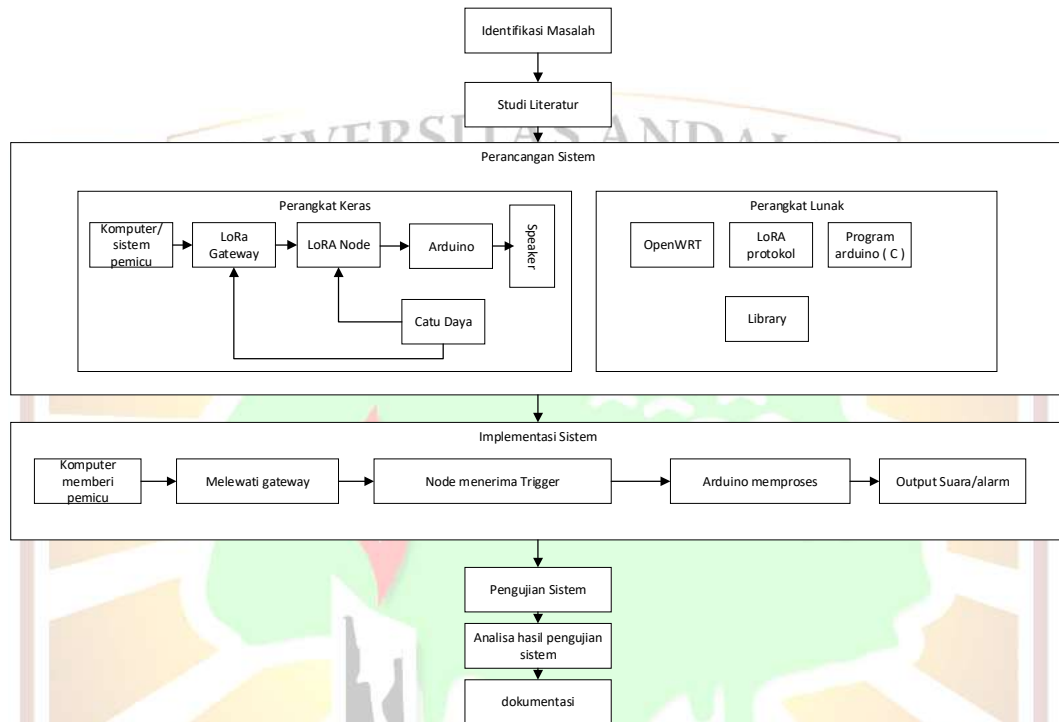 Identifikasi Masalah
Studi Literatur
UNIVERSITAS ANDAL
Perancangan Sistem
Perangkat Keras
Komputer/
sistem
pemicu
LoRa
Gateway
LoRA Node
Arduino
Speaker
Catu Daya
Perangkat Lunak
OpenWRT
LoRA
protokol
Program
arduino ( C )
Library
Implementasi Sistem
Komputer
memberi
pemicu
Melewati gateway
Node menerima Trigger
Arduino memproses
Output Suara/alarm
Pengujian Sistem
Analisa hasil pengujian
sistem
dokumentasi